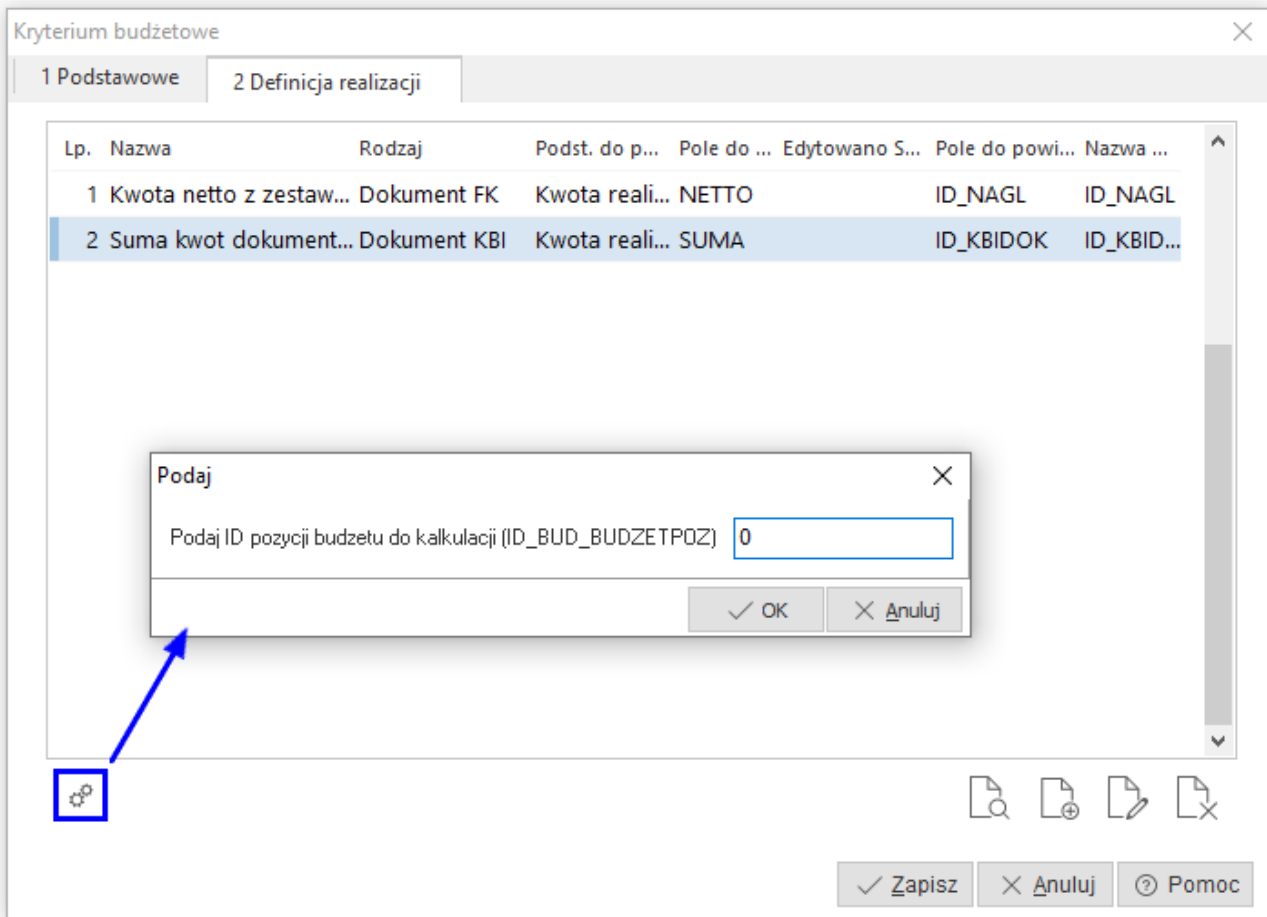 Kryterium budżetowe
1 Podstawowe 2 Definicja realizacji
Lp. Nazwa Rodzaj Podst. do p... Pole do ... Edytowano S... Pole do powi... Nazwa ...
1 Kwota netto z zestaw... Dokument FK Kwota reali... NETTO ID_NAGL ID_NAGL
2 Suma kwot dokument... Dokument KBI Kwota reali... SUMA ID_KBIDOK ID_KBID...
Podaj
Podaj ID pozycji budzetu do kalkulacji (ID_BUD_BUDZETPOZ) 0
OK Anuluj
Zapisz Anuluj Pomoc